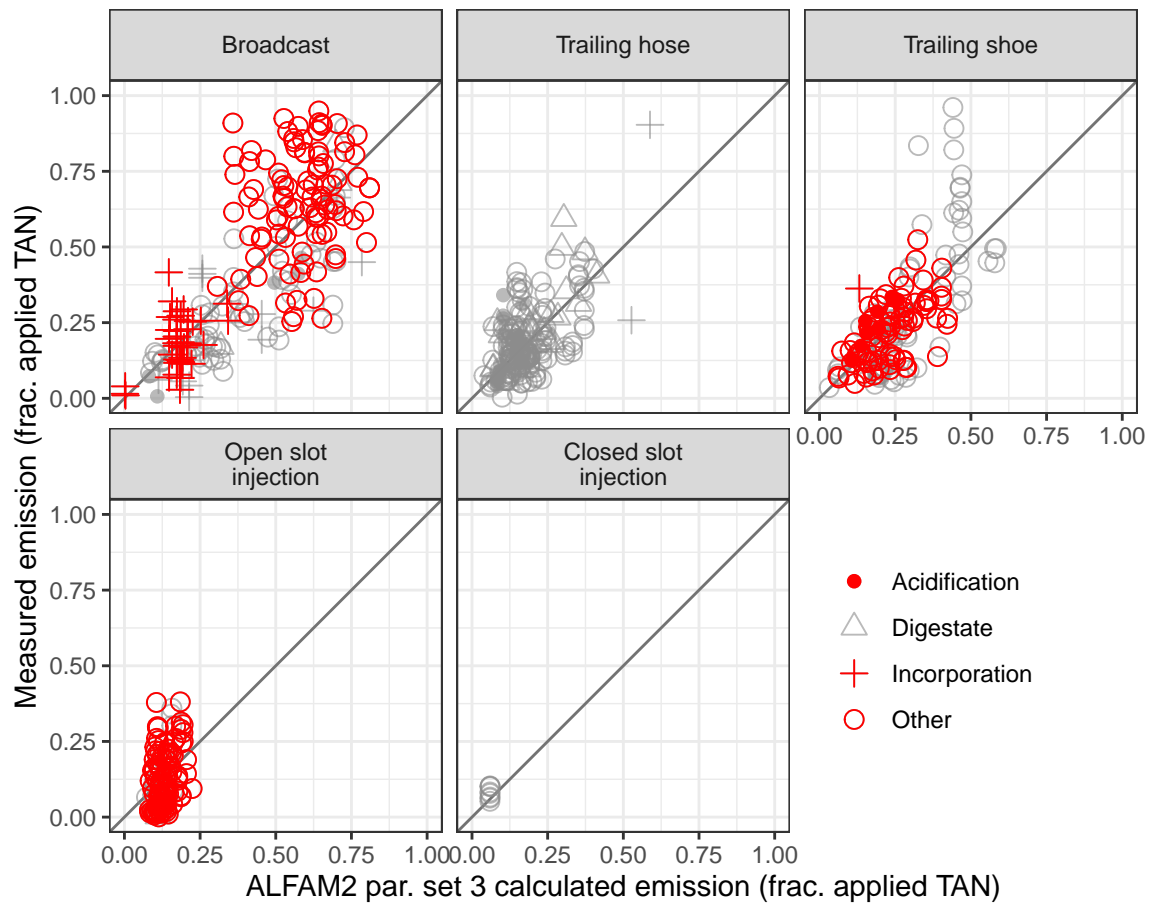 Broadcast
Trailing hose
Trailing shoe
1.00
0.75
0.50
0.25
0.00
0.00 0.25 0.50 0.75 1.00
Open slot
injection
Closed slot
injection
1.00
0.75
0.50
0.25
0.00
0.00 0.25 0.50 0.75 1.00
0.00 0.25 0.50 0.75 1.00
Measured emission (frac. applied TAN)
ALFAM2 par. set 3 calculated emission (frac. applied TAN)
Acidification
Digestate
Incorporation
Other